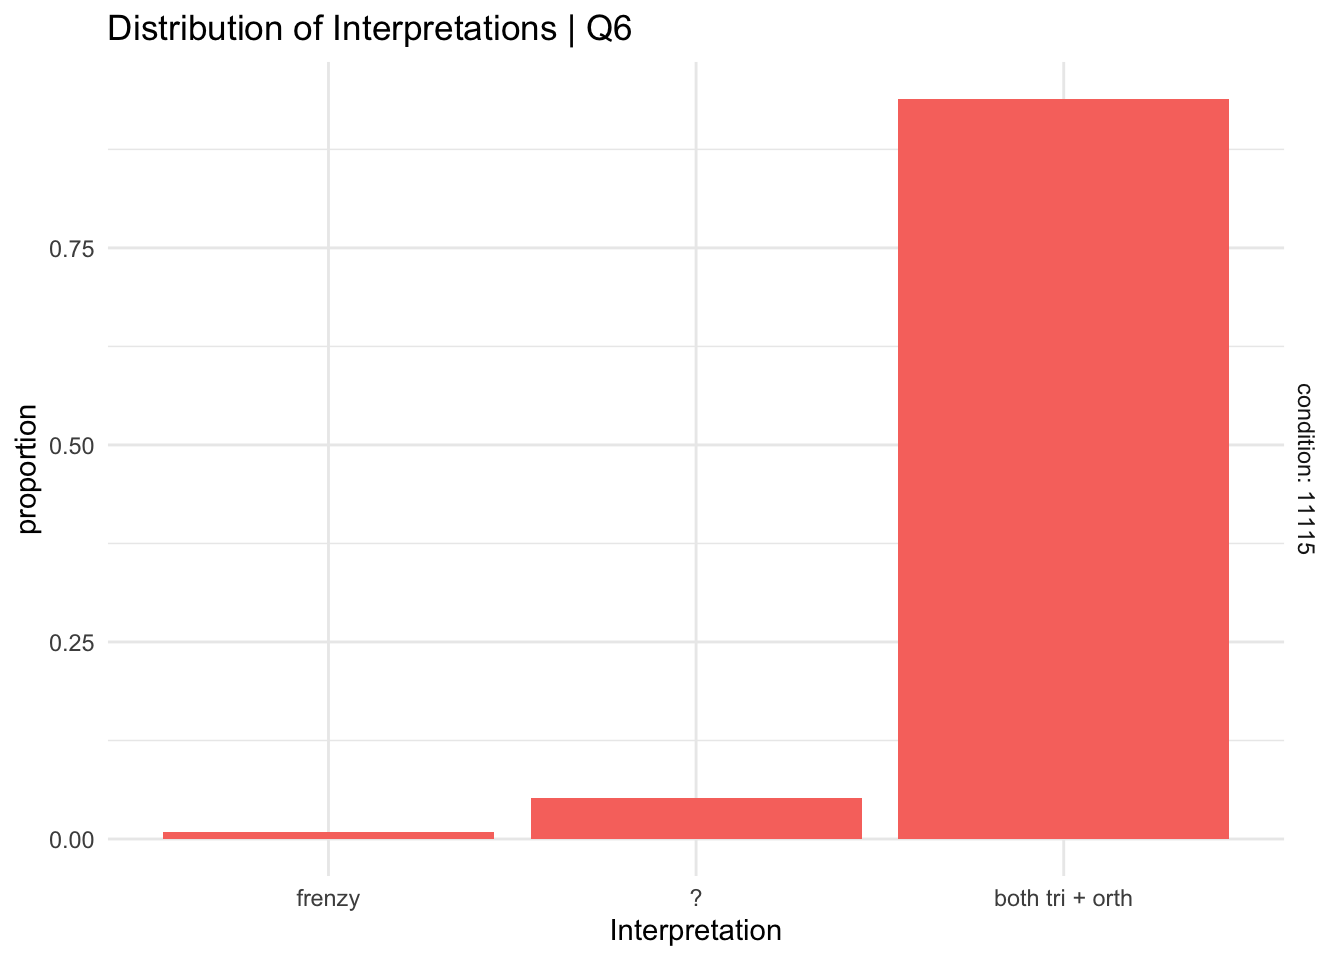 Distribution of Interpretations | Q6
proportion
0.75
0.50
0.25
0.00
frenzy
?
both tri + orth
Interpretation
condition: 11115